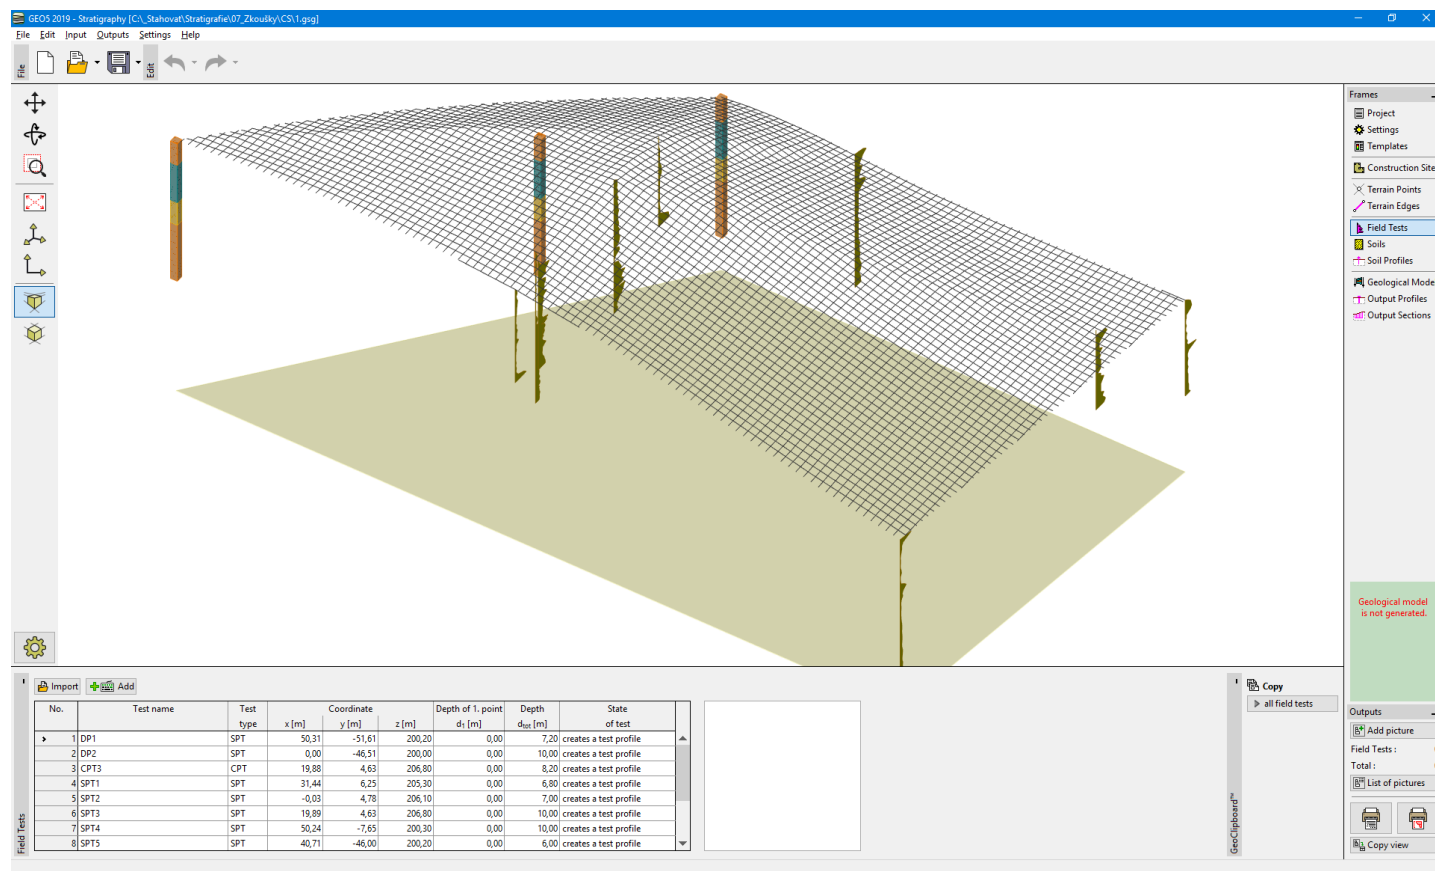 GEO5 2019 - Stratigraphy [C:\_Stahovat\Stratigrafie\07_Zkoušky\CS\1.gsg]
File Edit Input Outputs Settings Help
File
Edit
Frames
Project
Settings
Templates
Construction Site
Terrain Points
Terrain Edges
Field Tests
Soils
Soil Profiles
Geological Mode
Output Profiles
Output Sections
Geological model
is not generated.
Import Add
No. Test name Test Coordinate Depth of 1. point Depth State
type x [m] y [m] z [m] d1 [m] dtot [m] of test
1 DP1 SPT 50,31 -51,61 200,20 0,00 7,20 creates a test profile
2 DP2 SPT 0,00 -46,51 200,00 0,00 10,00 creates a test profile
3 CPT3 CPT 19,88 4,63 206,80 0,00 8,20 creates a test profile
4 SPT1 SPT 31,44 6,25 205,30 0,00 6,80 creates a test profile
5 SPT2 SPT -0,03 4,78 206,10 0,00 7,00 creates a test profile
6 SPT3 SPT 19,89 4,63 206,80 0,00 10,00 creates a test profile
7 SPT4 SPT 50,24 -7,65 200,30 0,00 10,00 creates a test profile
8 SPT5 SPT 40,71 -46,00 200,20 0,00 6,00 creates a test profile
Field Tests
GeoClipboard™
Copy
all field tests
Outputs
Add picture
Field Tests :
Total :
List of pictures
Copy view